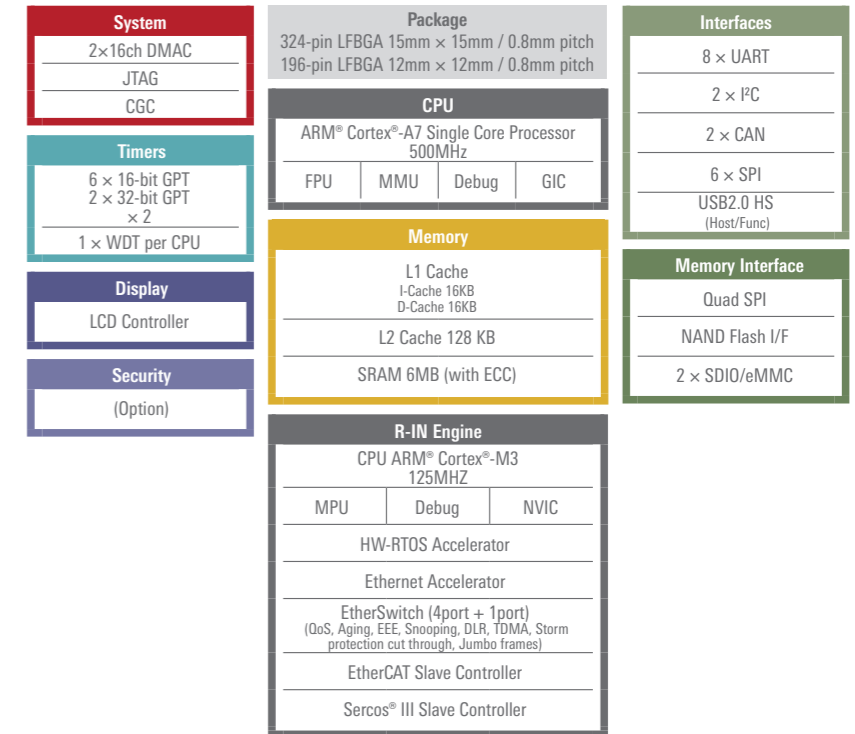 System
2×16ch DMAC
JTAG
CGC
Timers
6 × 16-bit GPT
2 × 32-bit GPT
× 2
1 × WDT per CPU
Display
LCD Controller
Security
(Option)
Package
324-pin LFBGA 15mm × 15mm / 0.8mm pitch
196-pin LFBGA 12mm × 12mm / 0.8mm pitch
CPU
ARM® Cortex®-A7 Single Core Processor
500MHz
FPU MMU Debug GIC
Memory
L1 Cache
I-Cache 16KB
D-Cache 16KB
L2 Cache 128 KB
SRAM 6MB (with ECC)
R-IN Engine
CPU ARM® Cortex®-M3
125MHZ
MPU Debug NVIC
HW-RTOS Accelerator
Ethernet Accelerator
EtherSwitch (4port + 1port)
(QoS, Aging, EEE, Snooping, DLR, TDMA, Storm
protection cut through, Jumbo frames)
EtherCAT Slave Controller
Sercos® III Slave Controller
Interfaces
8 × UART
2 × I²C
2 × CAN
6 × SPI
USB2.0 HS
(Host/Func)
Memory Interface
Quad SPI
NAND Flash I/F
2 × SDIO/eMMC